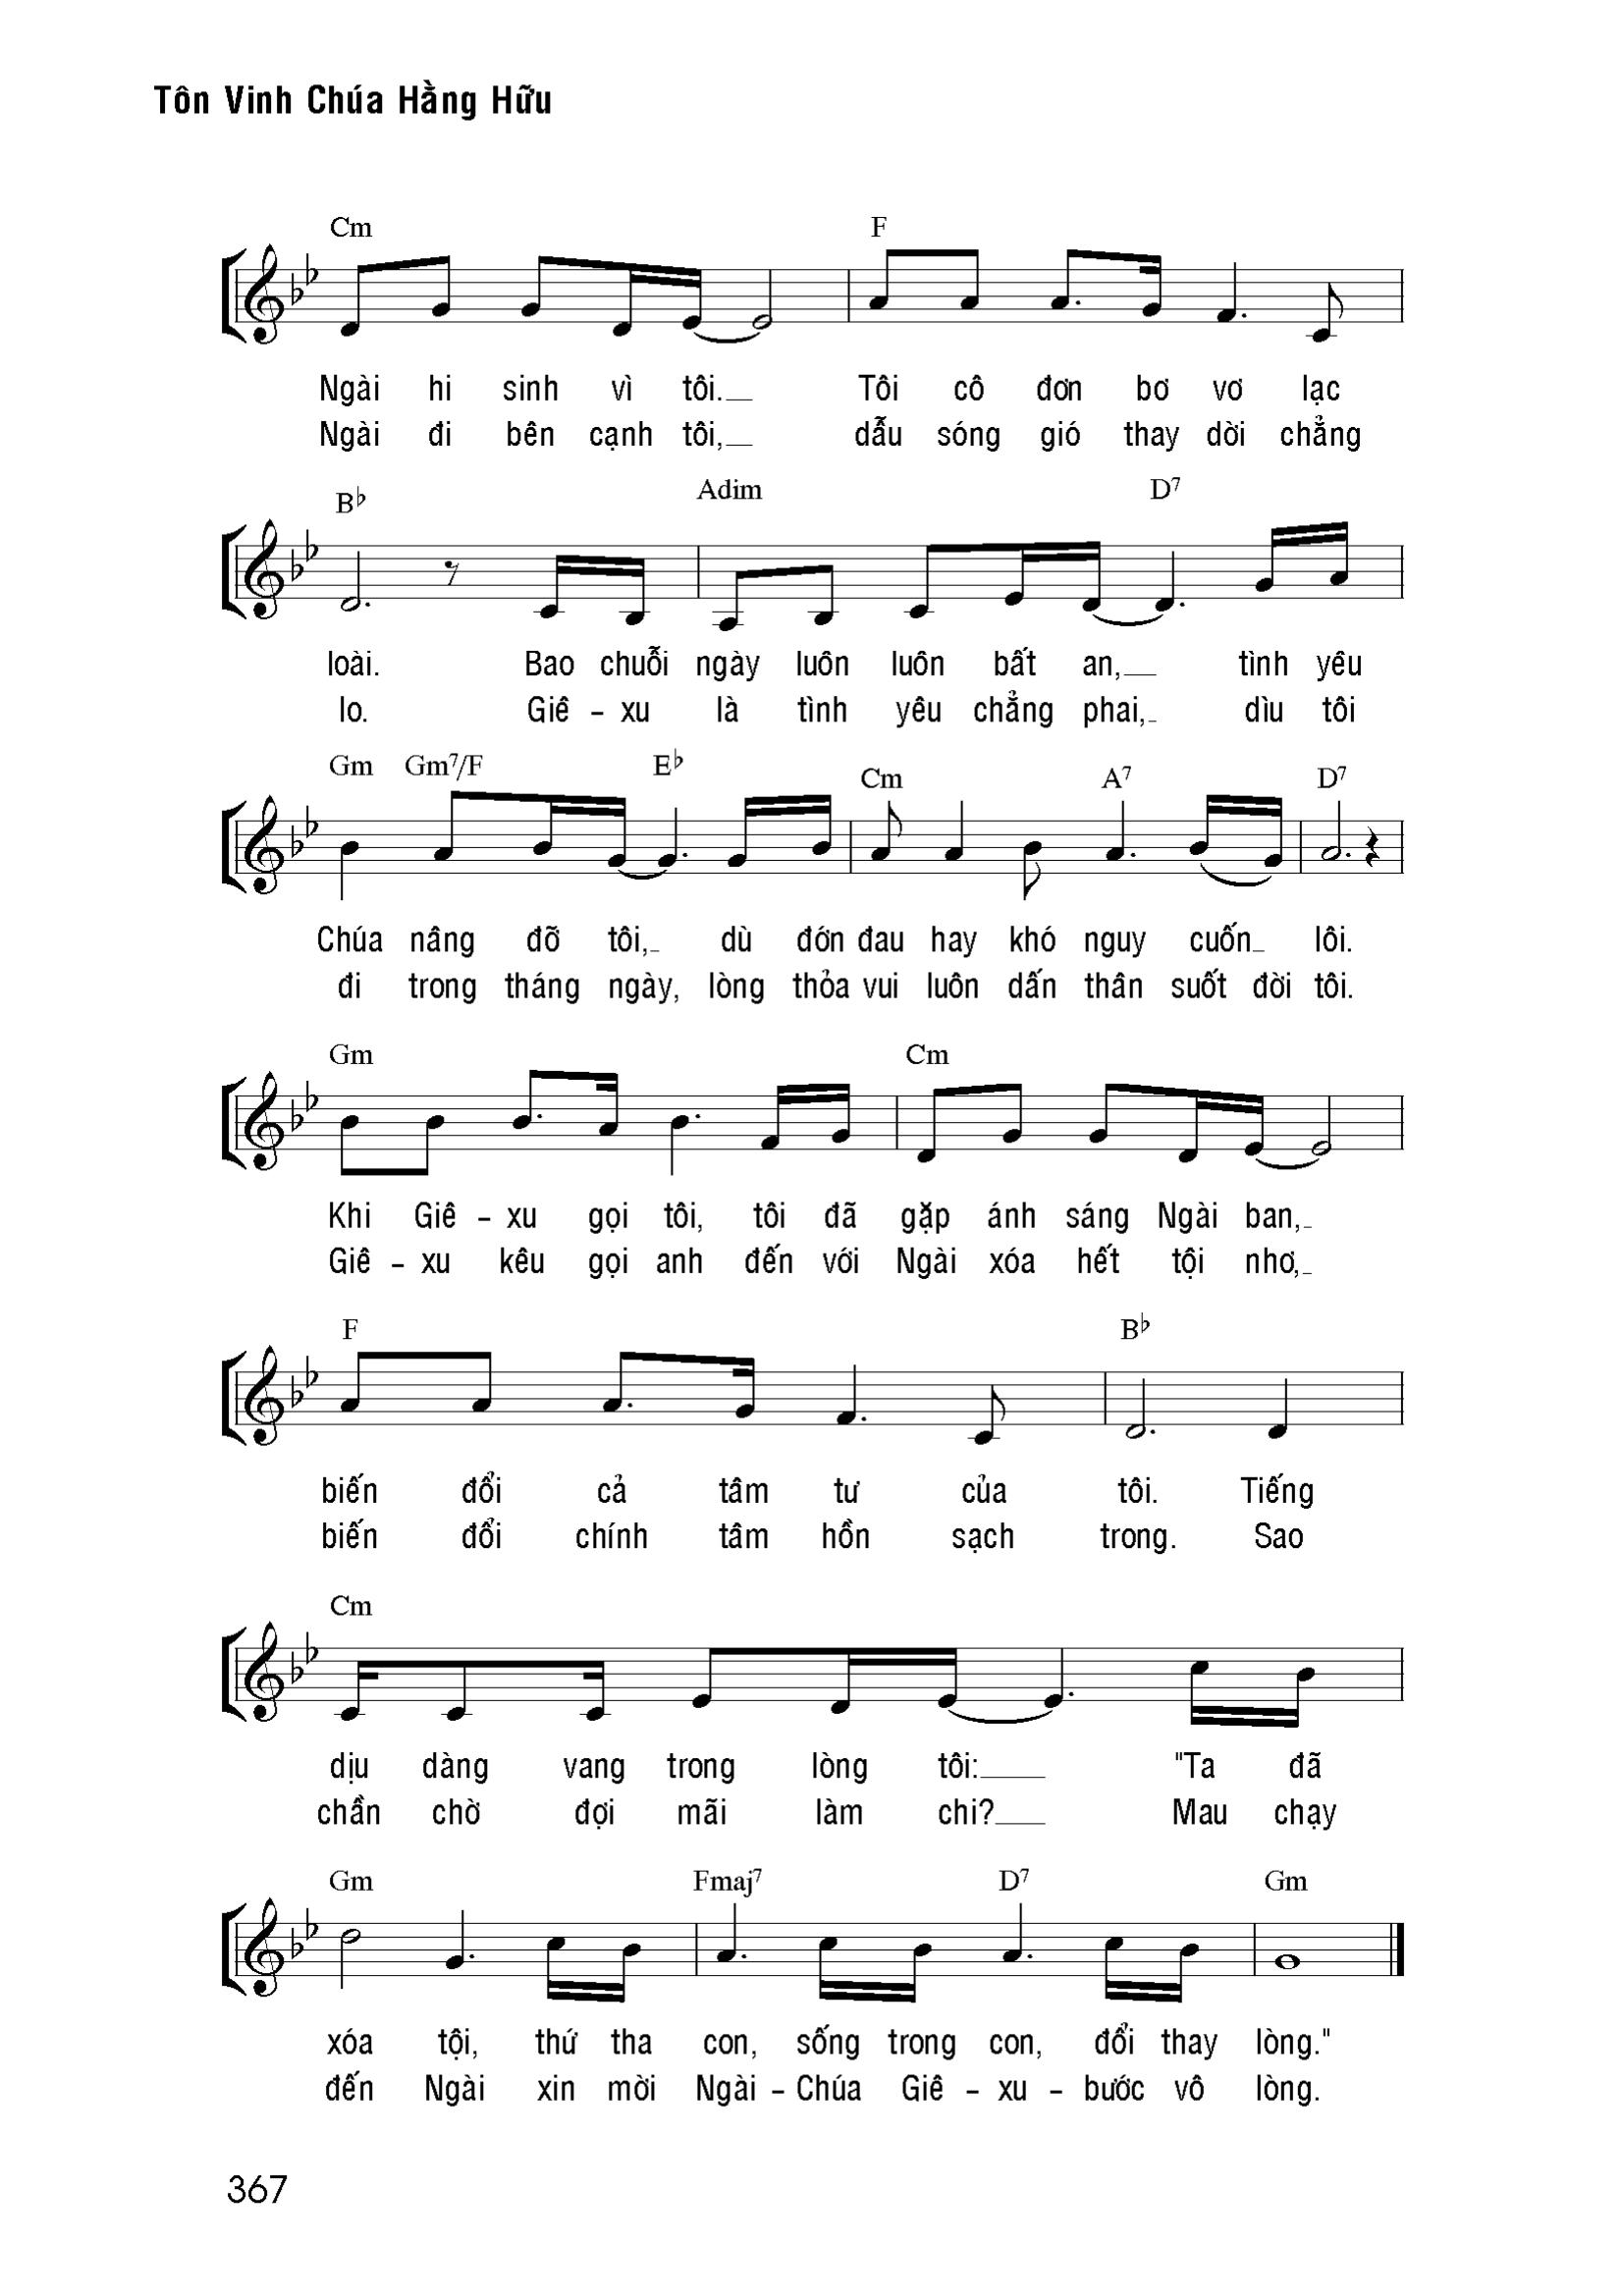 Tôn Vinh Chúa Hằng Hữu
Cm F
Ngài hi sinh vì tôi. Tôi cô đơn bơ vơ lạc
Ngài đi bên cạnh tôi, dẫu sóng gió thay dời chẳng
B♭ Adim D7
loài. Bao chuỗi ngày luôn luôn bất an, tình yêu
lo. Giê - xu là tình yêu chẳng phai, dìu tôi
Gm Gm7/F E♭ Cm A7 D7
Chúa nâng đỡ tôi, dù đớn đau hay khó nguy cuốn lôi.
đi trong tháng ngày, lòng thỏa vui luôn dấn thân suốt đời tôi.
Gm Cm
Khi Giê - xu gọi tôi, tôi đã gặp ánh sáng Ngài ban,
Giê - xu kêu gọi anh đến với Ngài xóa hết tội nhơ,
F B♭
biến đổi cả tâm tư của tôi. Tiếng
biến đổi chính tâm hồn sạch trong. Sao
Cm
dịu dàng vang trong lòng tôi: "Ta đã
chần chờ đợi mãi làm chi? Mau chạy
Gm Fmaj7 D7 Gm
xóa tội, thứ tha con, sống trong con, đổi thay lòng."
đến Ngài xin mời Ngài - Chúa Giê - xu - bước vô lòng.
367